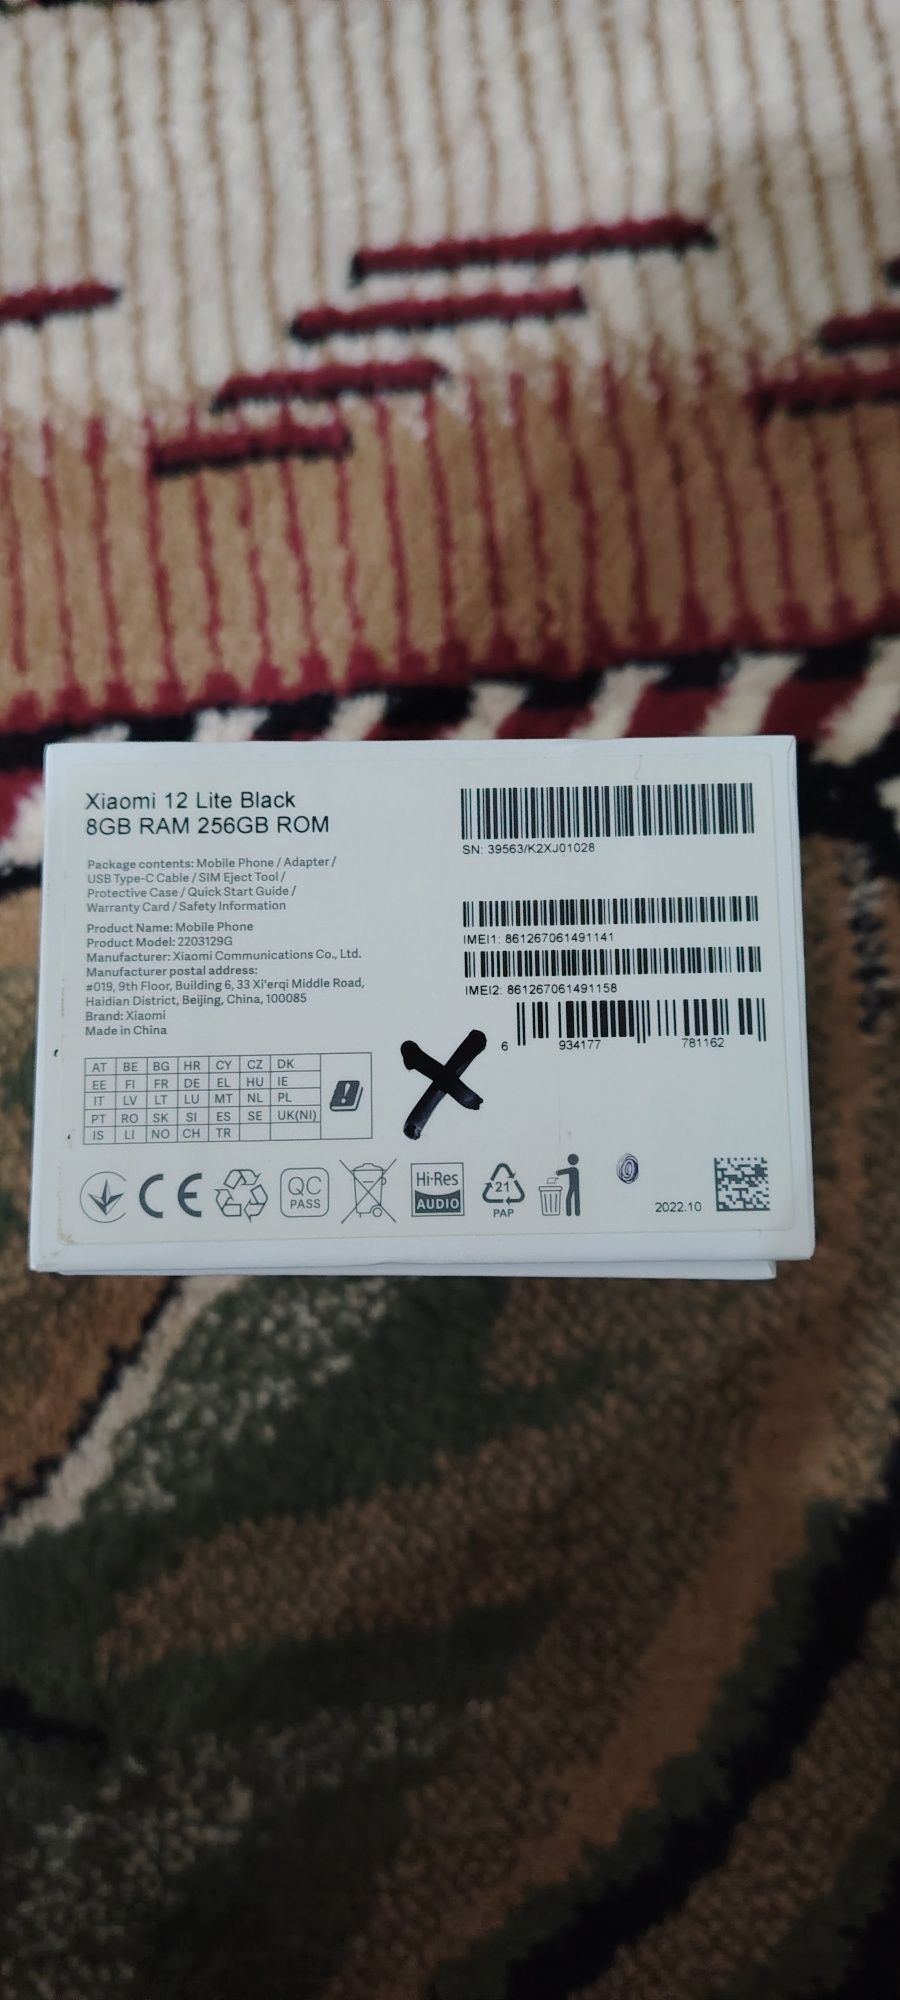 Xiaomi 12 Lite Black
8GB RAM 256GB ROM
Package contents: Mobile Phone / Adapter /
USB Type-C Cable / SIM Eject Tool /
Protective Case / Quick Start Guide /
Warranty Card / Safety Information
Product Name: Mobile Phone
Product Model: 2203129G
Manufacturer: Xiaomi Communications Co., Ltd.
Manufacturer postal address:
#019, 9th Floor, Building 6, 33 Xi'erqi Middle Road,
Haidian District, Beijing, China, 100085
Brand: Xiaomi
Made in China
SN: 39563/K2XJ01028
IMEI1: 861267061491141
IMEI2: 861267061491158
6 934177 781162
AT BE BG HR CY CZ DK
EE FI FR DE EL HU IE
IT LV LT LU MT NL PL
PT RO SK SI ES SE UK(NI)
IS LI NO CH TR
CE
QC
PASS
Hi-Res
AUDIO
21
PAP
2022.10